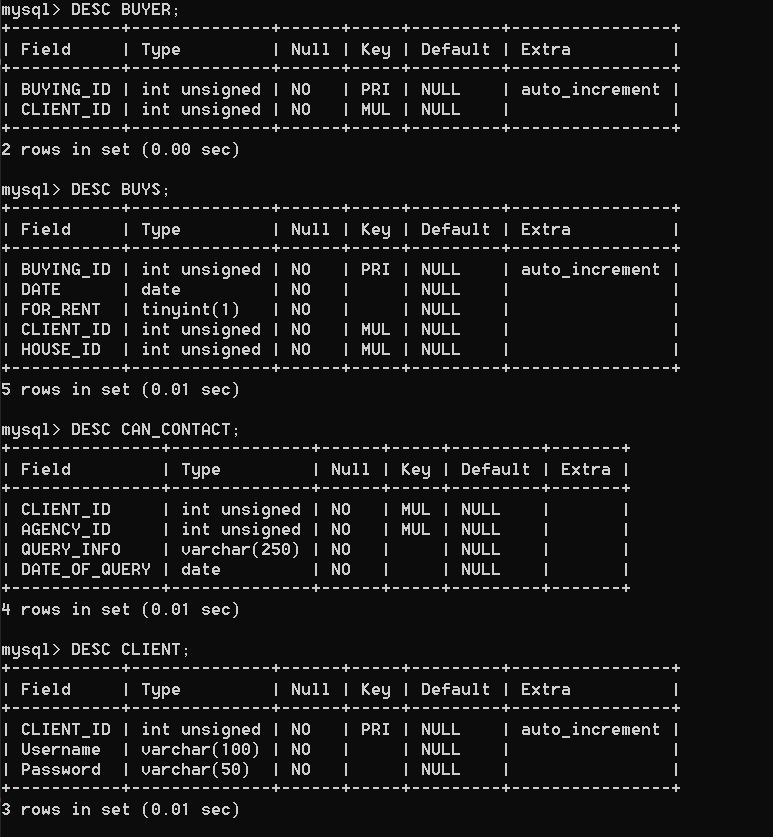 mysql> DESC BUYER;
+-----------+--------------+------+-----+---------+----------------+
| Field     | Type         | Null | Key | Default | Extra          |
+-----------+--------------+------+-----+---------+----------------+
| BUYING_ID | int unsigned | NO   | PRI | NULL    | auto_increment |
| CLIENT_ID | int unsigned | NO   | MUL | NULL    |                |
+-----------+--------------+------+-----+---------+----------------+
2 rows in set (0.00 sec)

mysql> DESC BUYS;
+-----------+--------------+------+-----+---------+----------------+
| Field     | Type         | Null | Key | Default | Extra          |
+-----------+--------------+------+-----+---------+----------------+
| BUYING_ID | int unsigned | NO   | PRI | NULL    | auto_increment |
| DATE      | date         | NO   |     | NULL    |                |
| FOR_RENT  | tinyint(1)   | NO   |     | NULL    |                |
| CLIENT_ID | int unsigned | NO   | MUL | NULL    |                |
| HOUSE_ID  | int unsigned | NO   | MUL | NULL    |                |
+-----------+--------------+------+-----+---------+----------------+
5 rows in set (0.01 sec)

mysql> DESC CAN_CONTACT;
+---------------+--------------+------+-----+---------+-------+
| Field         | Type         | Null | Key | Default | Extra |
+---------------+--------------+------+-----+---------+-------+
| CLIENT_ID     | int unsigned | NO   | MUL | NULL    |       |
| AGENCY_ID     | int unsigned | NO   | MUL | NULL    |       |
| QUERY_INFO    | varchar(250) | NO   |     | NULL    |       |
| DATE_OF_QUERY | date         | NO   |     | NULL    |       |
+---------------+--------------+------+-----+---------+-------+
4 rows in set (0.01 sec)

mysql> DESC CLIENT;
+-----------+--------------+------+-----+---------+----------------+
| Field     | Type         | Null | Key | Default | Extra          |
+-----------+--------------+------+-----+---------+----------------+
| CLIENT_ID | int unsigned | NO   | PRI | NULL    | auto_increment |
| Username  | varchar(100) | NO   |     | NULL    |                |
| Password  | varchar(50)  | NO   |     | NULL    |                |
+-----------+--------------+------+-----+---------+----------------+
3 rows in set (0.01 sec)